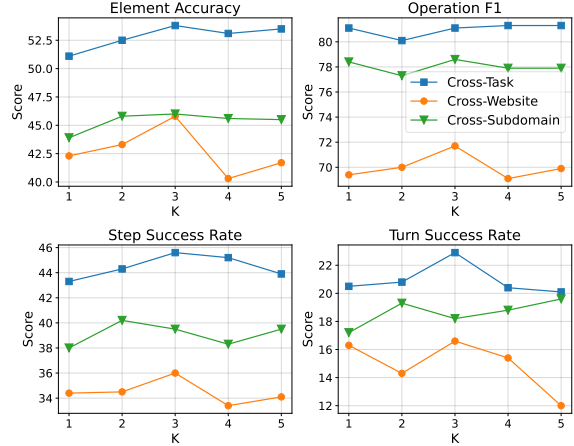 Element Accuracy
Score
52.5
50.0
47.5
45.0
42.5
40.0
1 2 3 4 5
K
Operation F1
Score
80
78
76
74
72
70
1 2 3 4 5
K
Cross-Task
Cross-Website
Cross-Subdomain
Step Success Rate
Score
46
44
42
40
38
36
34
1 2 3 4 5
K
Turn Success Rate
Score
22
20
18
16
14
12
1 2 3 4 5
K